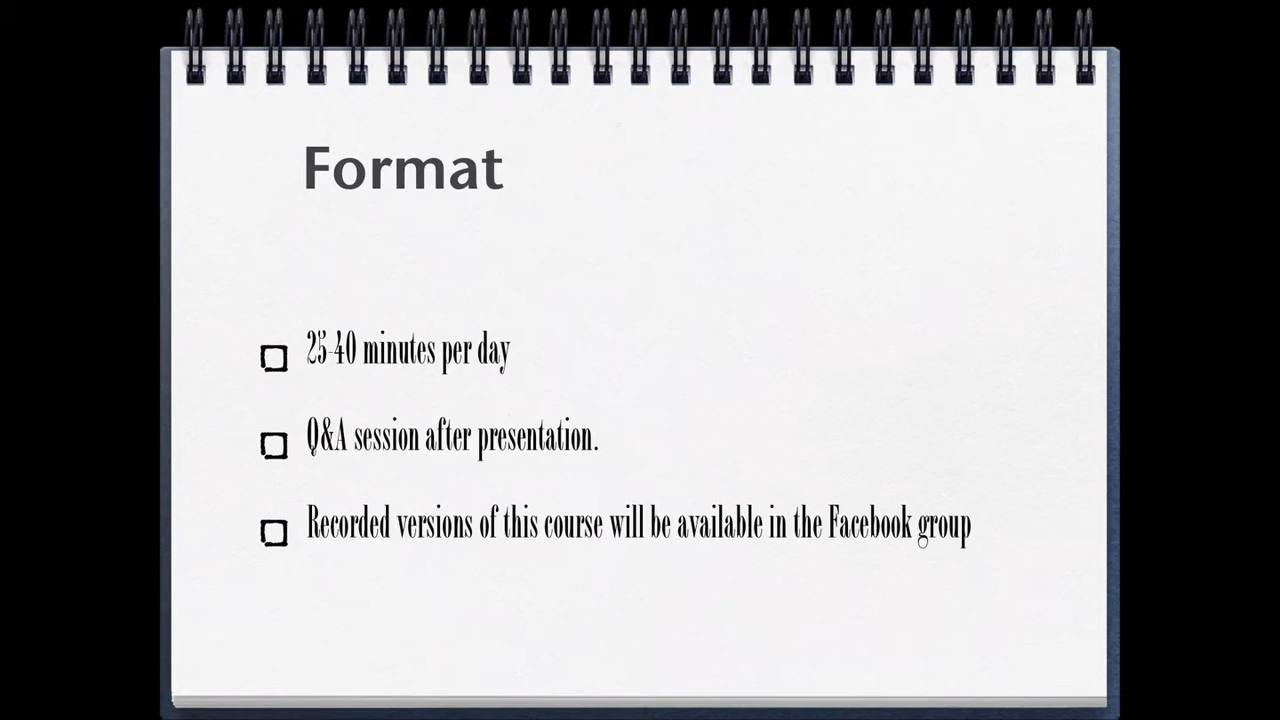 Format
25-40 minutes per day
Q&A session after presentation.
Recorded versions of this course will be available in the Facebook group